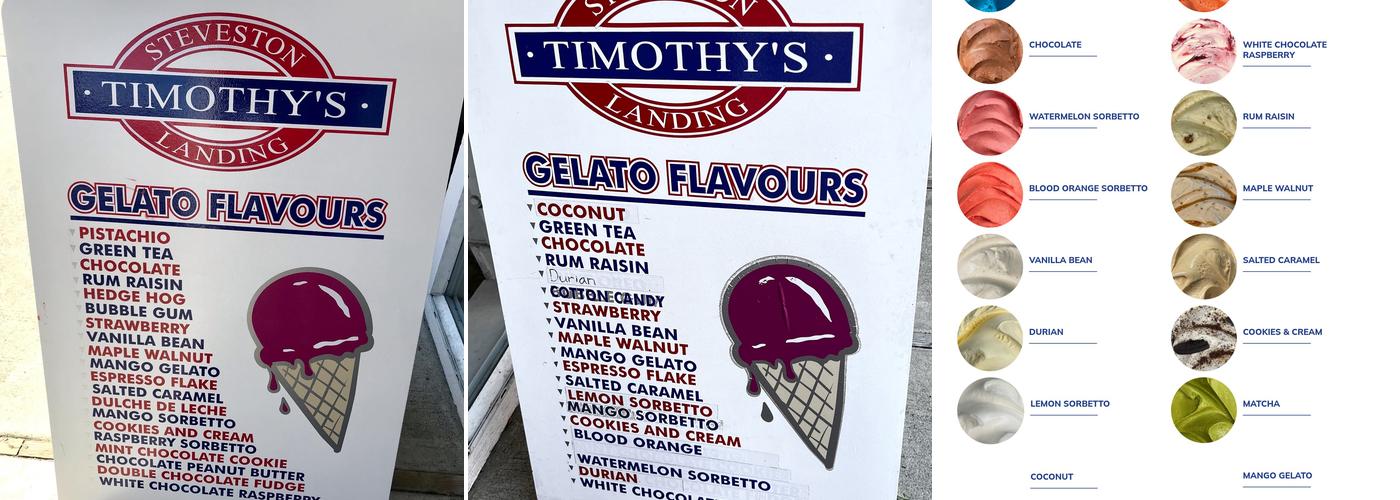 STEVESTON
· TIMOTHY'S ·
LANDING
GELATO FLAVOURS
PISTACHIO
GREEN TEA
CHOCOLATE
RUM RAISIN
HEDGE HOG
BUBBLE GUM
STRAWBERRY
VANILLA BEAN
MAPLE WALNUT
MANGO GELATO
ESPRESSO FLAKE
SALTED CARAMEL
DULCHE DE LECHE
MANGO SORBETTO
COOKIES AND CREAM
RASPBERRY SORBETTO
MINT CHOCOLATE COOKIE
CHOCOLATE PEANUT BUTTER
DOUBLE CHOCOLATE FUDGE
WHITE CHOCOLATE RASPBERRY
· TIMOTHY'S ·
LANDING
GELATO FLAVOURS
COCONUT
GREEN TEA
CHOCOLATE
RUM RAISIN
Durian
COTTON CANDY
STRAWBERRY
VANILLA BEAN
MAPLE WALNUT
MANGO GELATO
ESPRESSO FLAKE
SALTED CARAMEL
LEMON SORBETTO
MANGO SORBETTO
COOKIES AND CREAM
BLOOD ORANGE
WATERMELON SORBETTO
DURIAN
WHITE
CHOCOLATE
WHITE CHOCOLATE
RASPBERRY
WATERMELON SORBETTO
RUM RAISIN
BLOOD ORANGE SORBETTO
MAPLE WALNUT
VANILLA BEAN
SALTED CARAMEL
DURIAN
COOKIES & CREAM
LEMON SORBETTO
MATCHA
COCONUT
MANGO GELATO